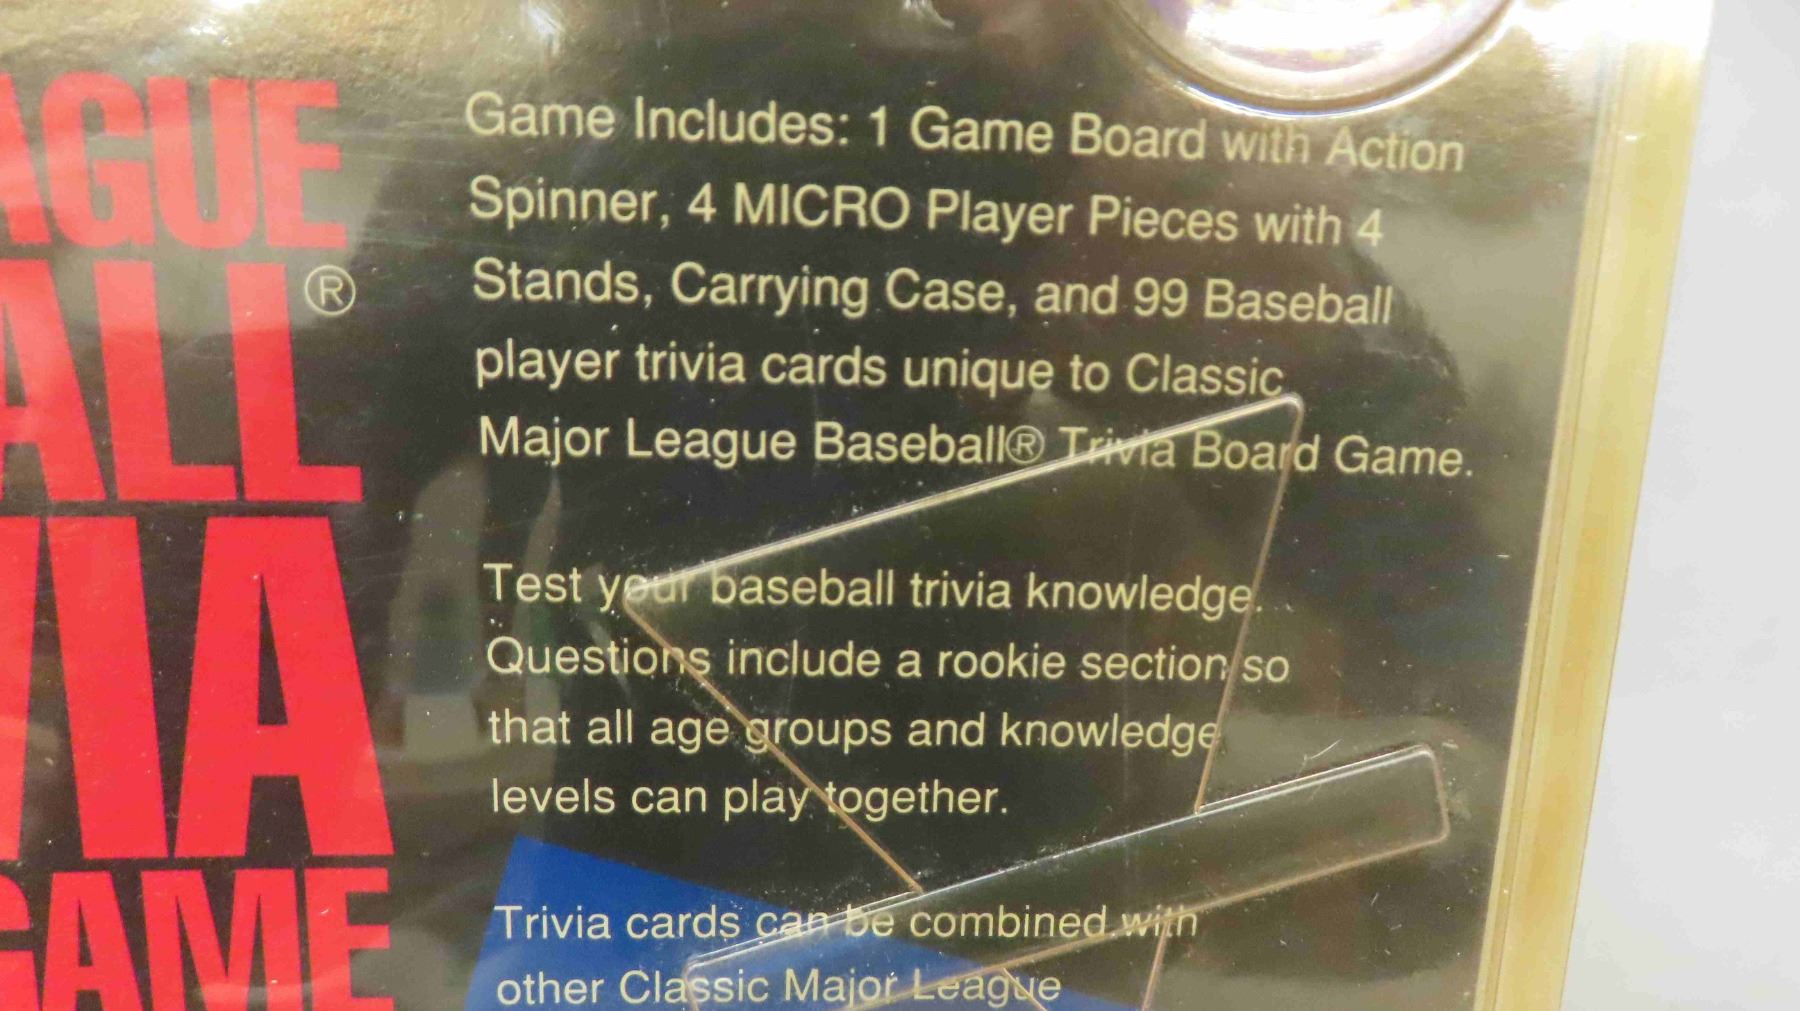 AGUE
ALL®
VIA
GAME
Game Includes: 1 Game Board with Action
Spinner, 4 MICRO Player Pieces with 4
Stands, Carrying Case, and 99 Baseball
player trivia cards unique to Classic
Major League Baseball® Trivia Board Game.
Test your baseball trivia knowledge.
Questions include a rookie section so
that all age groups and knowledge
levels can play together.
Trivia cards can be combined with
other Classic Major League